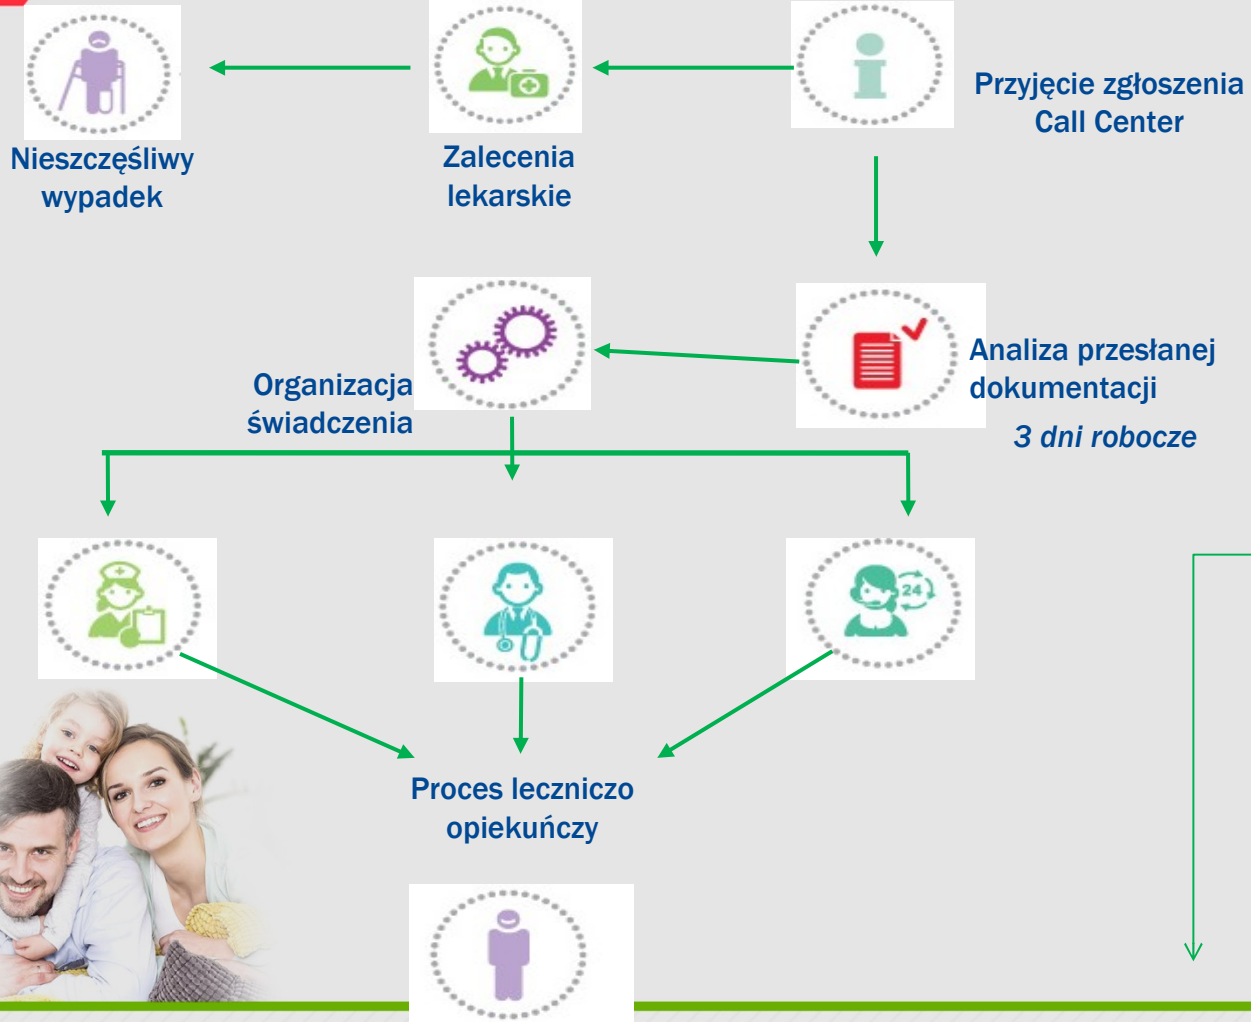 Nieszczęśliwy
wypadek
Zalecenia
lekarskie
Przyjęcie zgłoszenia
Call Center
Organizacja
świadczenia
Analiza przesłanej
dokumentacji
3 dni robocze
24
Proces leczniczo
opiekuńczy